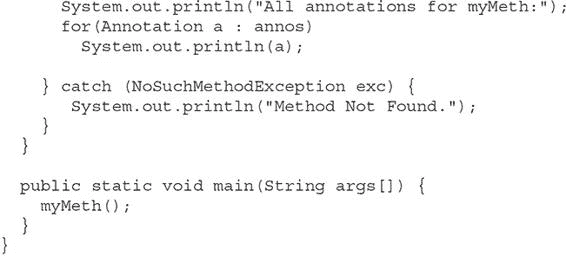 System.out.println("All annotations for myMeth:");
for(Annotation a : annos)
System.out.println(a);
} catch (NoSuchMethodException exc) {
System.out.println("Method Not Found.");
}
}
public static void main(String args[]) {
myMeth();
}
}